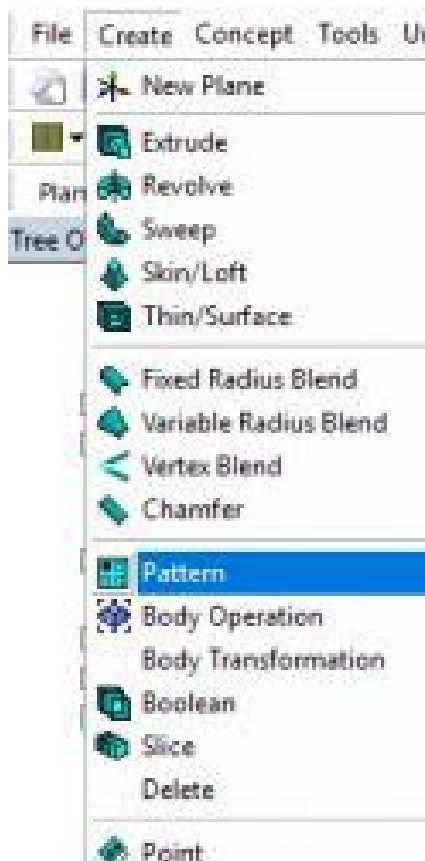 File Create Concept Tools
New Plane
Extrude
Plan Revolve
Tree O Sweep
Skin/Loft
Thin/Surface
Fixed Radius Blend
Variable Radius Blend
Vertex Blend
Chamfer
Pattern
Body Operation
Body Transformation
Boolean
Slice
Delete
Point